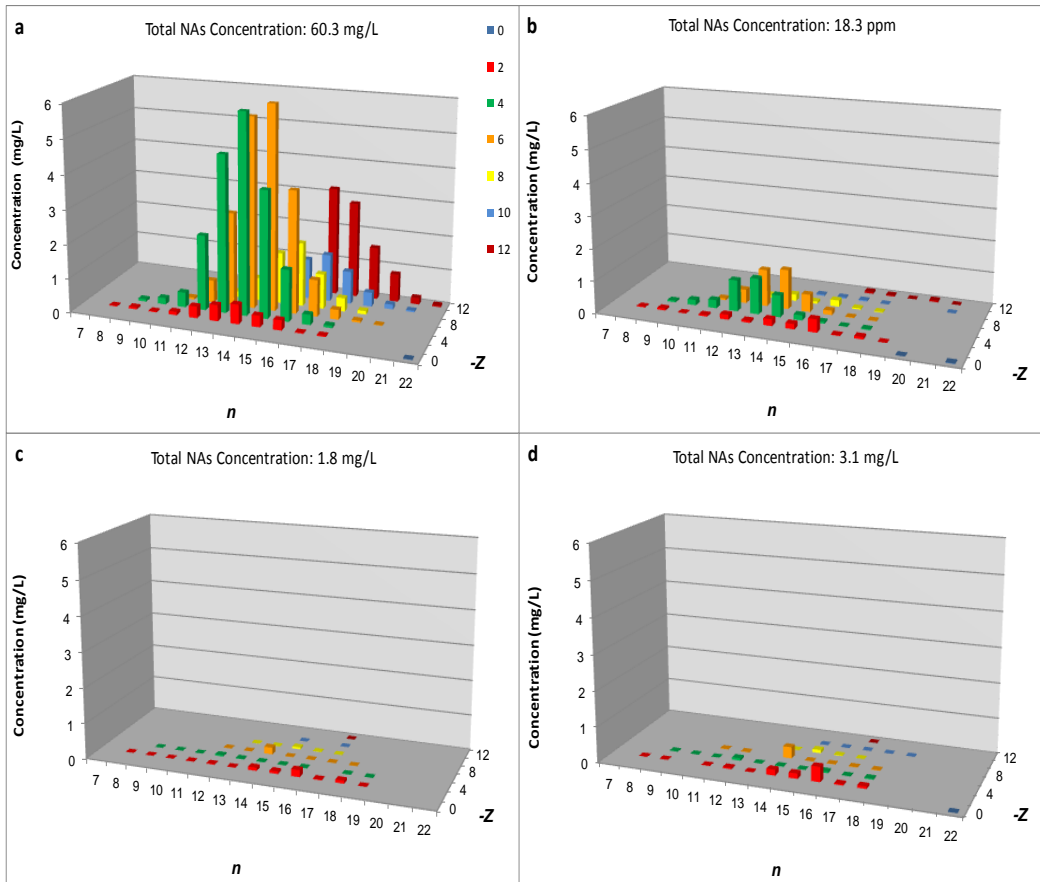 a
Total NAs Concentration: 60.3 mg/L
Concentration (mg/L)
6
5
4
3
2
1
0
7 8 9 10 11 12 13 14 15 16 17 18 19 20 21 22
n
0
4
8
12
-Z
0
2
4
6
8
10
12
b
Total NAs Concentration: 18.3 ppm
Concentration (mg/L)
6
5
4
3
2
1
0
7 8 9 10 11 12 13 14 15 16 17 18 19 20 21 22
n
0
4
8
12
-Z
c
Total NAs Concentration: 1.8 mg/L
Concentration (mg/L)
6
5
4
3
2
1
0
7 8 9 10 11 12 13 14 15 16 17 18 19 20 21 22
n
0
4
8
12
-Z
d
Total NAs Concentration: 3.1 mg/L
Concentration (mg/L)
6
5
4
3
2
1
0
7 8 9 10 11 12 13 14 15 16 17 18 19 20 21 22
n
0
4
8
12
-Z